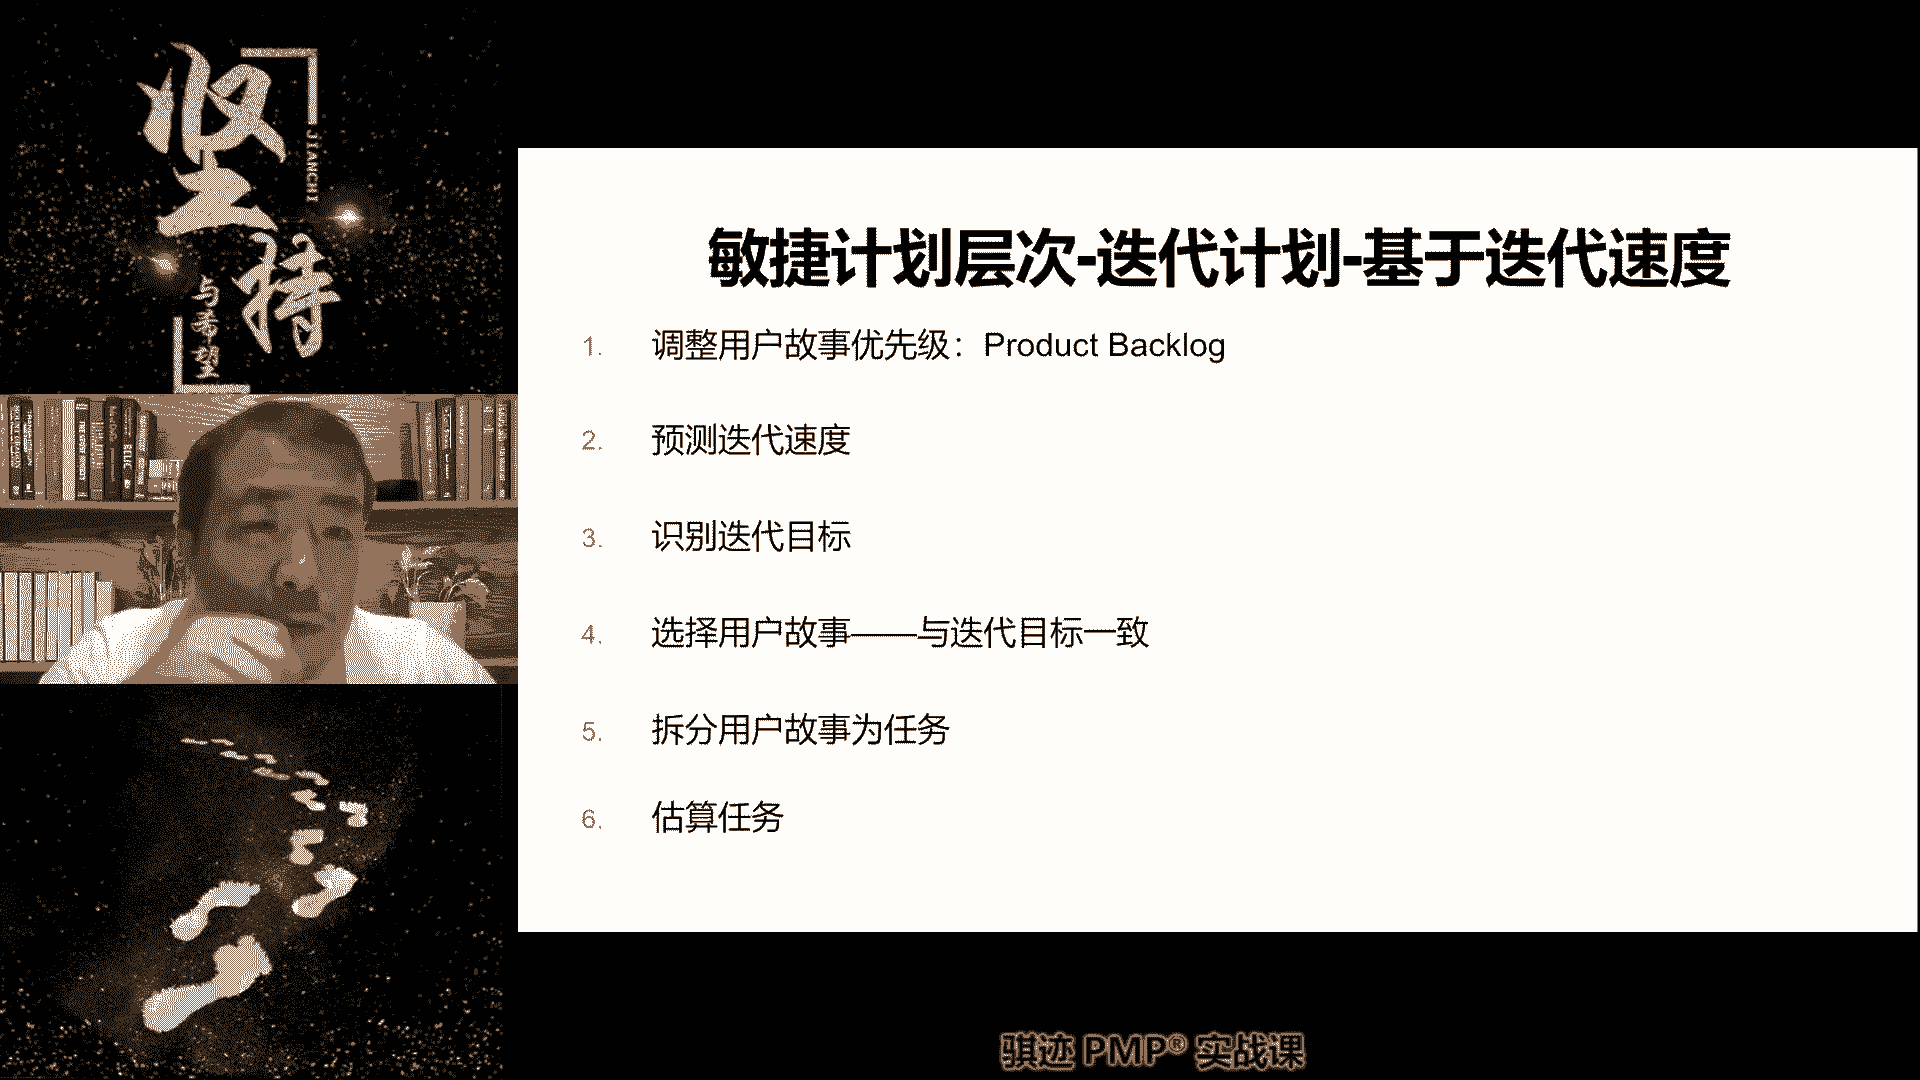 坚持
JIANCHI
与希望
敏捷计划层次-迭代计划-基于迭代速度
1. 调整用户故事优先级：Product Backlog
2. 预测迭代速度
3. 识别迭代目标
4. 选择用户故事——与迭代目标一致
5. 拆分用户故事为任务
6. 估算任务
骐迹 PMP® 实战课